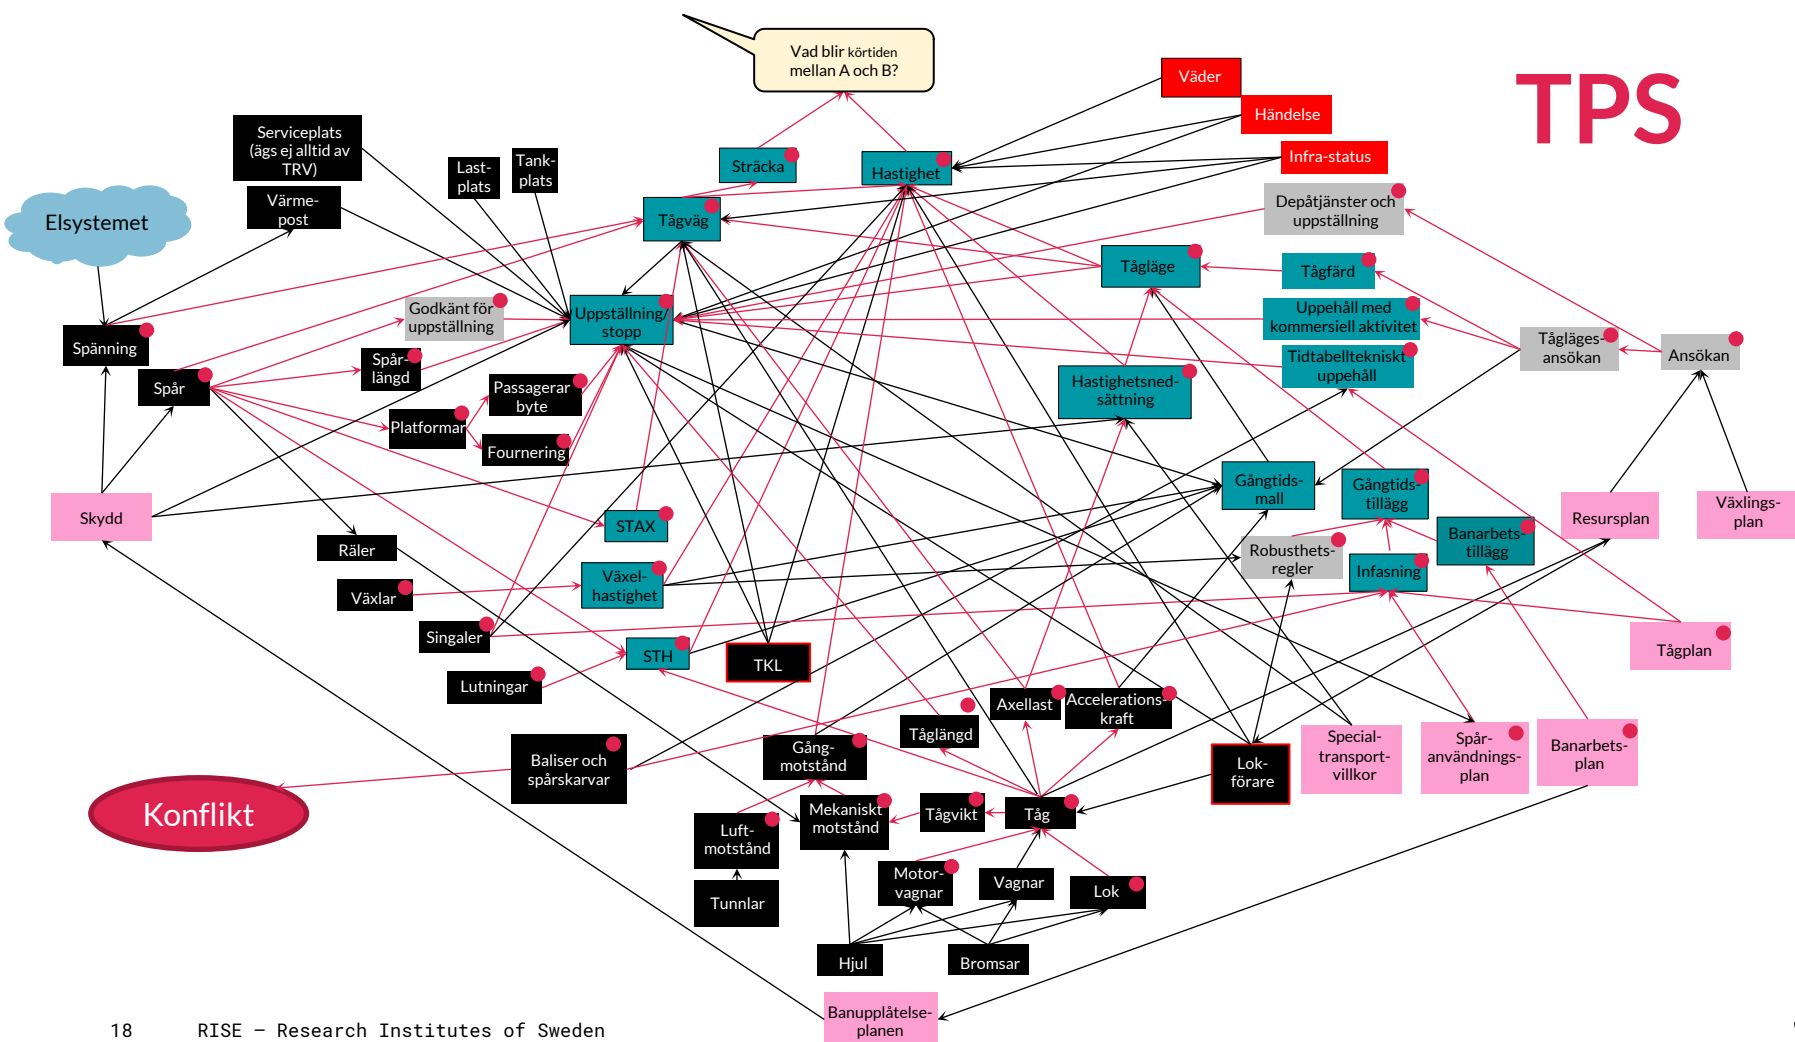 Vad blir körtiden
mellan A och B?
TPS
Väder
Händelse
Infra-status
Serviceplats
(ägs ej alltid av
TRV)
Last-
plats
Tank-
plats
Sträcka
Hastighet
Värme-
post
Elsystemet
Tågväg
Depåtjänster och
uppställning
Tågläge
Tågfärd
Godkänt för
uppställning
Uppställning/
stopp
Uppehåll med
kommersiell aktivitet
Spänning
Spår-
längd
Tidtabelltekniskt
uppehåll
Tågläges-
ansökan
Ansökan
Spår
Passagerar
byte
Hastighetsned-
sättning
Platformar
Fournering
Gångtids-
mall
Gångtids-
tillägg
Skydd
STAX
Resursplan
Växlings-
plan
Räler
Banarbets-
tillägg
Robusthets-
regler
Infasning
Växlar
Växel-
hastighet
Singaler
STH
TKL
Tågplan
Lutningar
Axellast
Accelerations-
kraft
Tåglängd
Baliser och
spårskarvar
Gång-
motstånd
Lok-
förare
Special-
transport-
villkor
Spår-
användnings-
plan
Banarbets-
plan
Konflikt
Luft-
motstånd
Mekaniskt
motstånd
Tågvikt
Tåg
Tunnlar
Motor-
vagnar
Vagnar
Lok
Hjul
Bromsar
Banupplåtelse-
planen
18 RISE — Research Institutes of Sweden